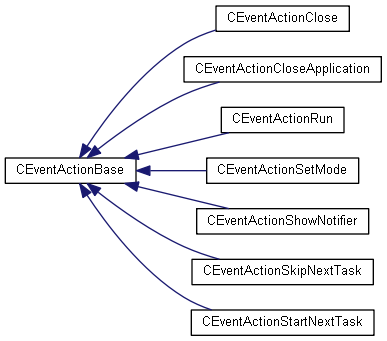 CEventActionClose
CEventActionCloseApplication
CEventActionRun
CEventActionBase
CEventActionSetMode
CEventActionShowNotifier
CEventActionSkipNextTask
CEventActionStartNextTask